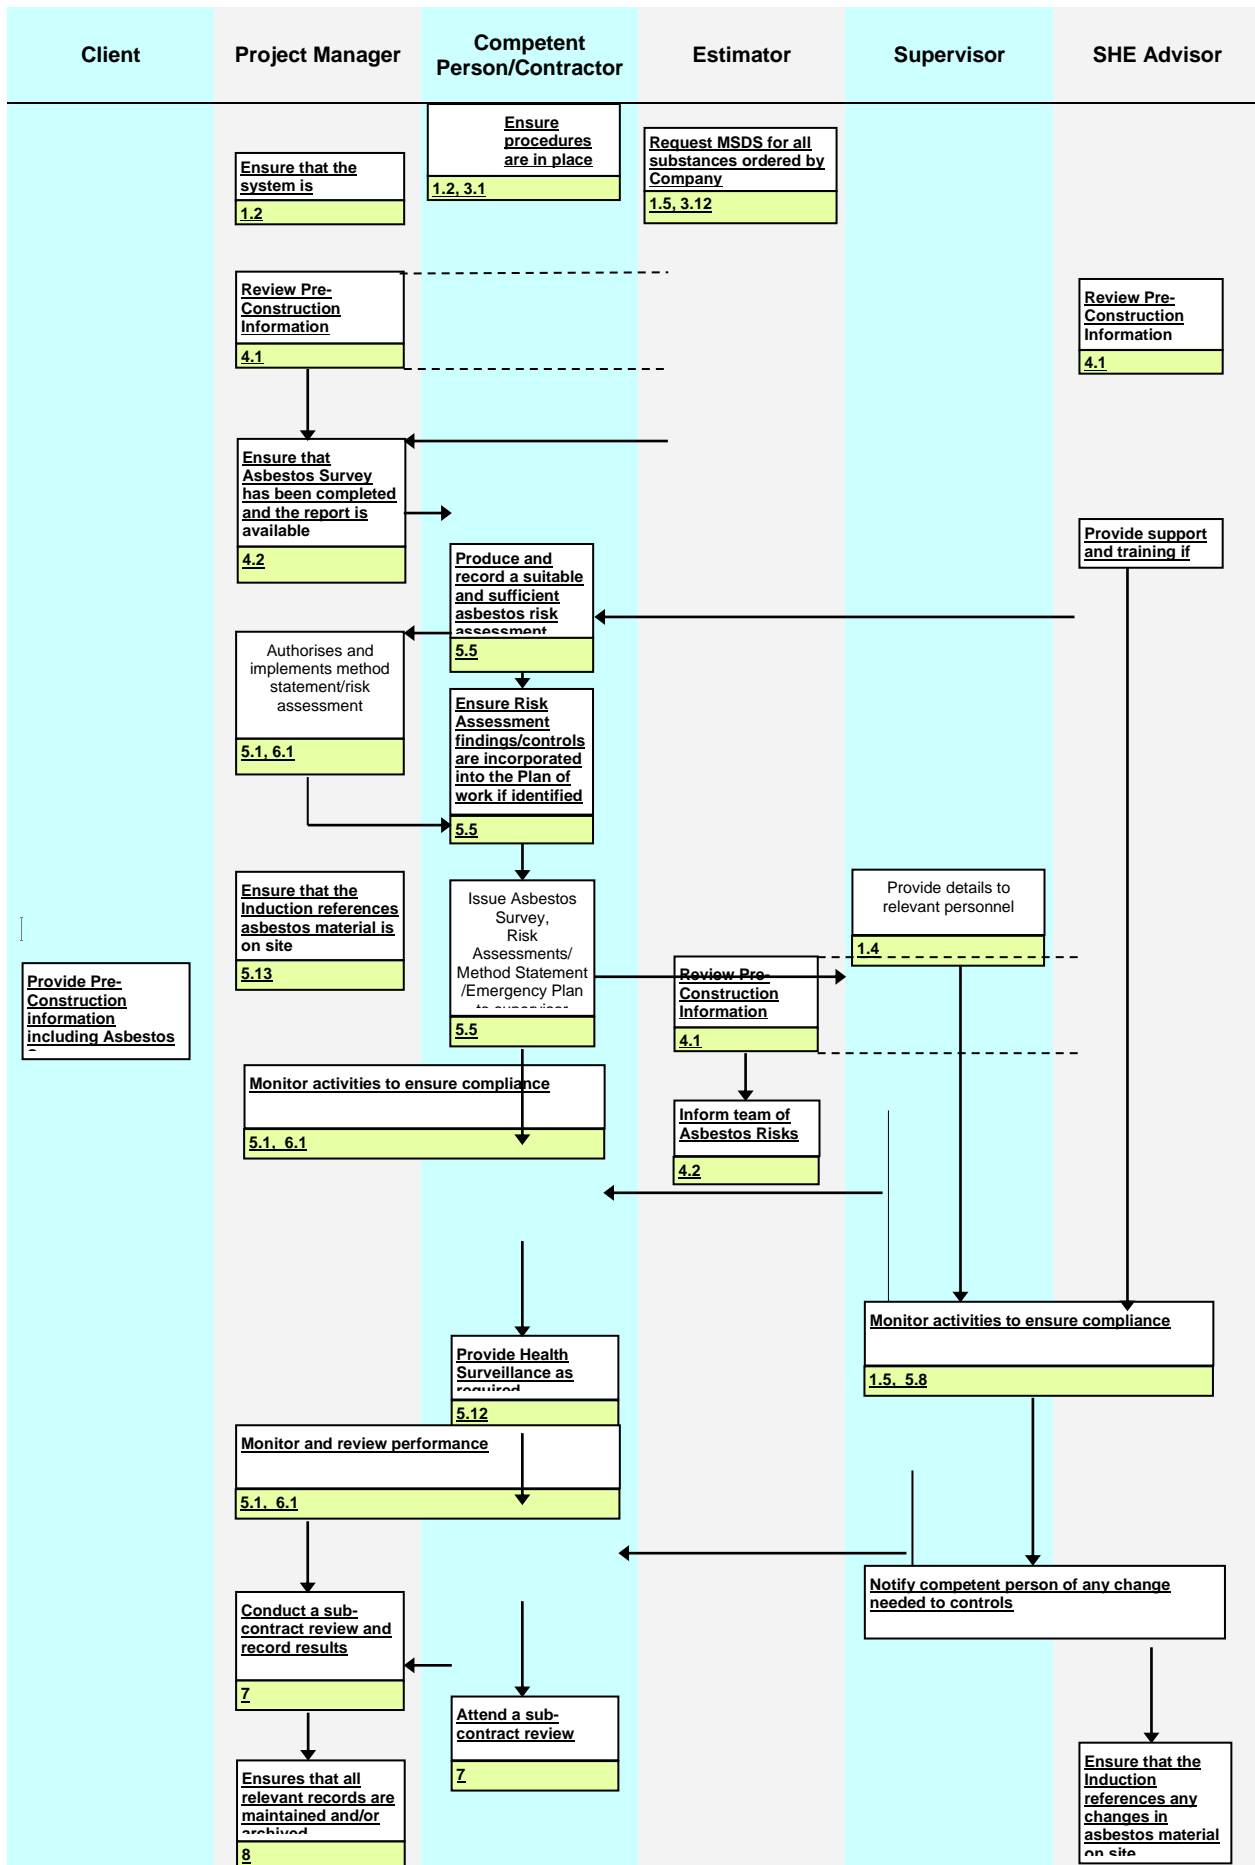 Client
Project Manager
Competent
Person/Contractor
Estimator
Supervisor
SHE Advisor
Ensure
procedures
are in place
1.2, 3.1
Request MSDS for all
substances ordered by
Company
1.5, 3.12
Ensure that the
system is
1.2
Review Pre-
Construction
Information
4.1
Review Pre-
Construction
Information
4.1
Ensure that
Asbestos Survey
has been completed
and the report is
available
4.2
Provide support
and training if
Produce and
record a suitable
and sufficient
asbestos risk
assessment
5.5
Authorises and
implements method
statement/risk
assessment
5.1, 6.1
Ensure Risk
Assessment
findings/controls
are incorporated
into the Plan of
work if identified
5.5
Ensure that the
Induction references
asbestos material is
on site
5.13
Issue Asbestos
Survey,
Risk
Assessments/
Method Statement
/Emergency Plan
to supervisor
5.5
Provide details to
relevant personnel
1.4
Provide Pre-
Construction
information
including Asbestos
Review Pre-
Construction
Information
4.1
Monitor activities to ensure compliance
5.1, 6.1
Inform team of
Asbestos Risks
4.2
Monitor activities to ensure compliance
1.5, 5.8
Provide Health
Surveillance as
required
5.12
Monitor and review performance
5.1, 6.1
Notify competent person of any change
needed to controls
Conduct a sub-
contract review and
record results
7
Attend a sub-
contract review
7
Ensures that all
relevant records are
maintained and/or
archived
8
Ensure that the
Induction
references any
changes in
asbestos material
on site